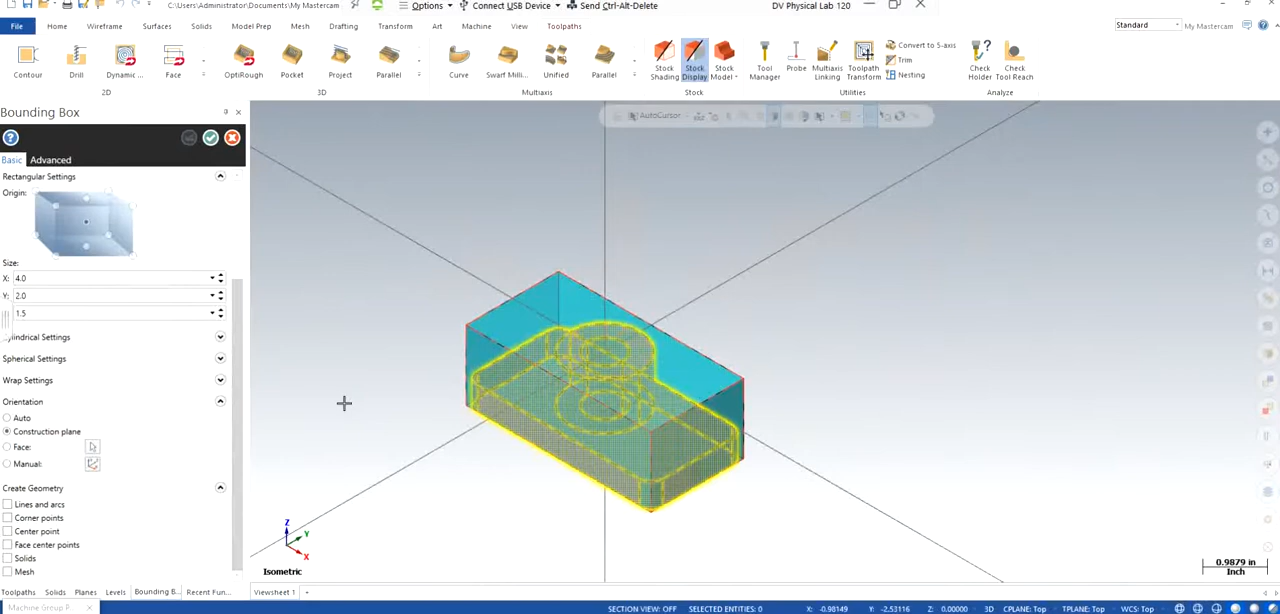 C:\Users\Administrator\Documents\My Mastercam
Options
Connect USB Device
Send Ctrl-Alt-Delete
DV Physical Lab 120
File Home Wireframe Surfaces Solids Model Prep Mesh Drafting Transform Art Machine View Toolpaths
Standard
My Mastercam
Contour
Drill
Dynamic ...
Face
OptiRough
Pocket
Project
Parallel
Curve
Swarf Milli...
Unified
Parallel
Stock Shading
Stock Display
Stock Model
Tool Manager
Probe
Multiaxis Linking
Toolpath Transform
Convert to 5-axis
Trim
Nesting
Check Holder
Check Tool Reach
2D
3D
Multiaxis
Stock
Utilities
Analyze
Bounding Box
AutoCursor
Basic Advanced
Rectangular Settings
Origin:
Size:
X: 4.0
Y: 2.0
1.5
ylindrical Settings
Spherical Settings
Wrap Settings
Orientation
Auto
Construction plane
Face:
Manual:
Create Geometry
Lines and arcs
Corner points
Center point
Face center points
Solids
Mesh
Z
Y
X
Isometric
0.9879 in
Inch
Toolpaths Solids Planes Levels Bounding B... Recent Fun...
Viewsheet 1
Machine Group P
SECTION VIEW: OFF SELECTED ENTITIES: 0 X: -0.98149 Y: -2.53116 Z: 0.00000 3D CPLANE: Top TPLANE: Top WCS: Top